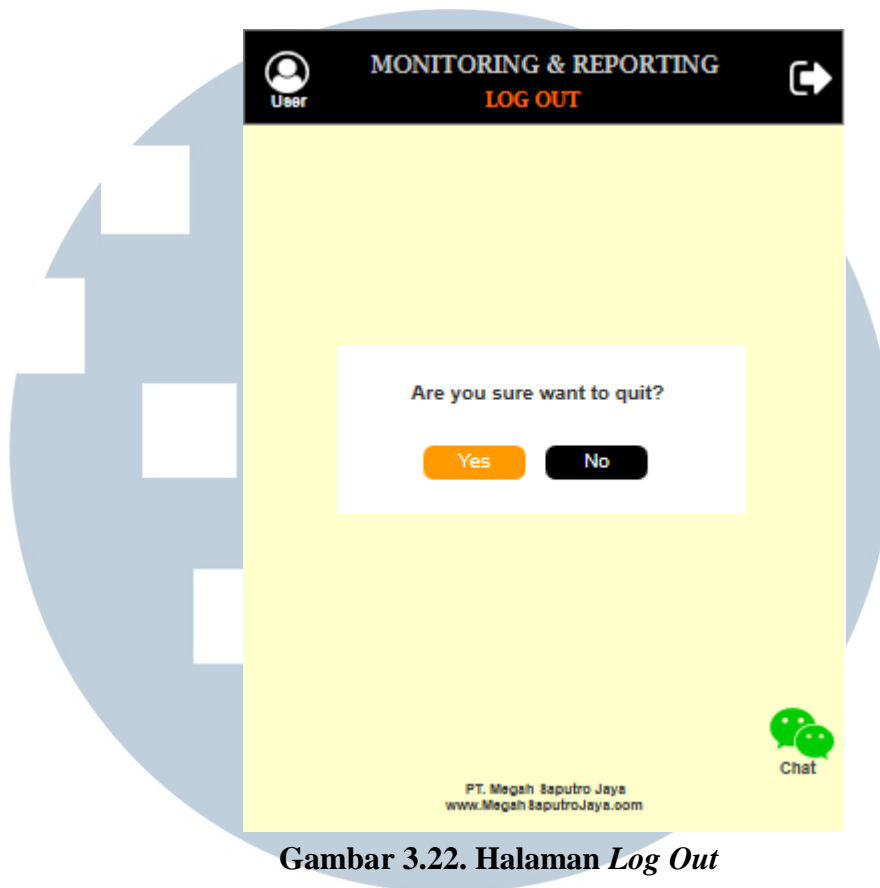 MONITORING & REPORTING
User
LOG OUT
Are you sure want to quit?
Yes No
Chat
PT. Megah Saputro Jaya
www.MegahSaputroJaya.com
Gambar 3.22. Halaman Log Out